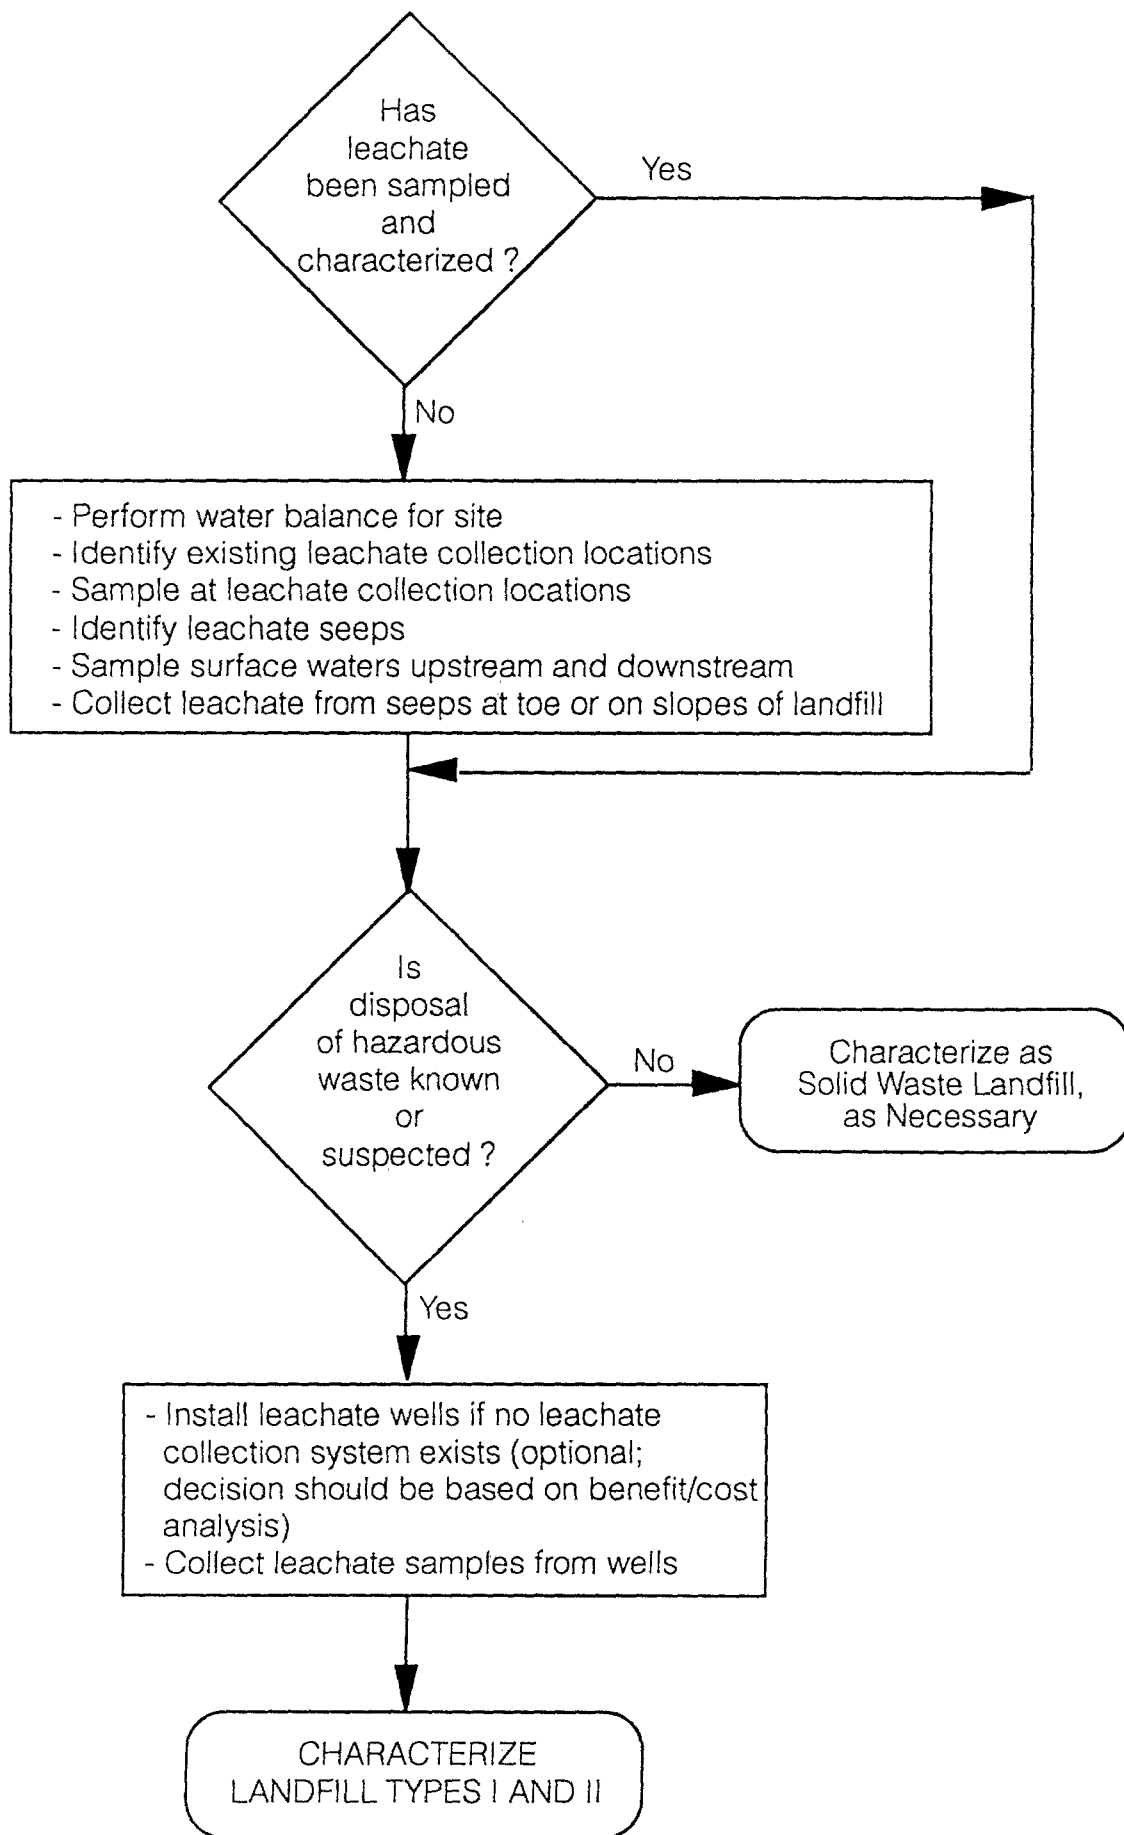 Has
leachate
been sampled
and
characterized ?
Yes
No
- Perform water balance for site
- Identify existing leachate collection locations
- Sample at leachate collection locations
- Identify leachate seeps
- Sample surface waters upstream and downstream
- Collect leachate from seeps at toe or on slopes of landfill
Is
disposal
of hazardous
waste known
or
suspected ?
No
Characterize as
Solid Waste Landfill,
as Necessary
Yes
- Install leachate wells if no leachate
collection system exists (optional;
decision should be based on benefit/cost
analysis)
- Collect leachate samples from wells
CHARACTERIZE
LANDFILL TYPES I AND II